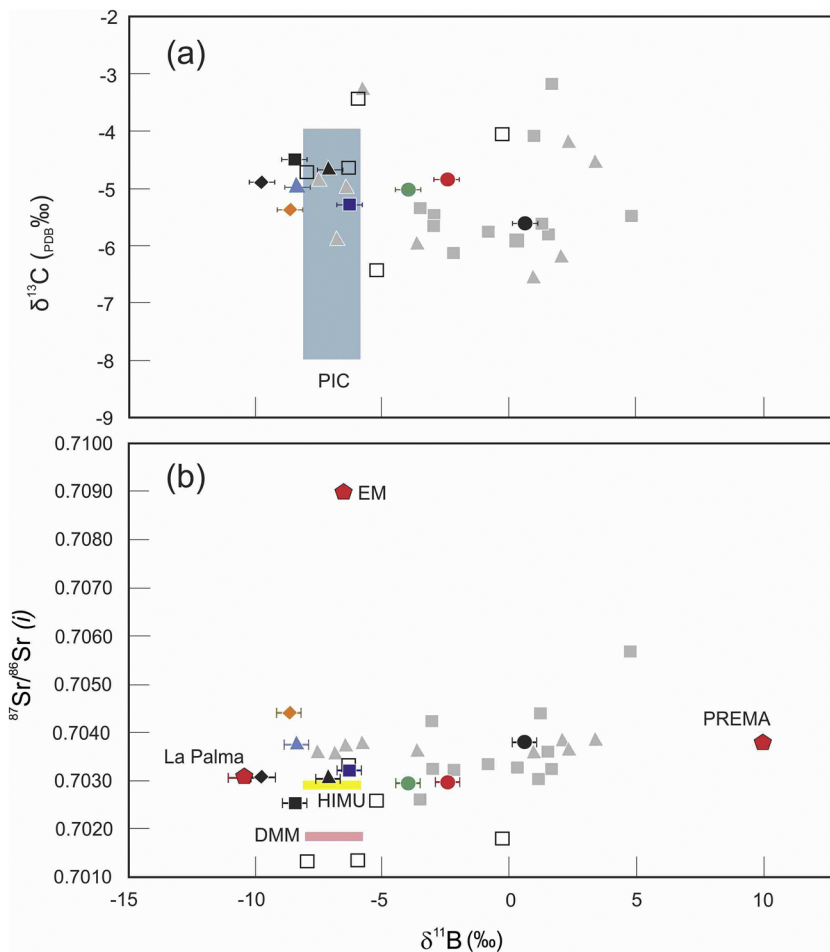 (a)
-2
-3
-4
-5
-6
-7
-8
-9
δ¹³C (PDB‰)
PIC
(b)
0.7100
0.7090
0.7080
0.7070
0.7060
0.7050
0.7040
0.7030
0.7020
0.7010
⁸⁷Sr/⁸⁶Sr (i)
EM
PREMA
La Palma
HIMU
DMM
-15
-10
-5
0
5
10
δ¹¹B (‰)